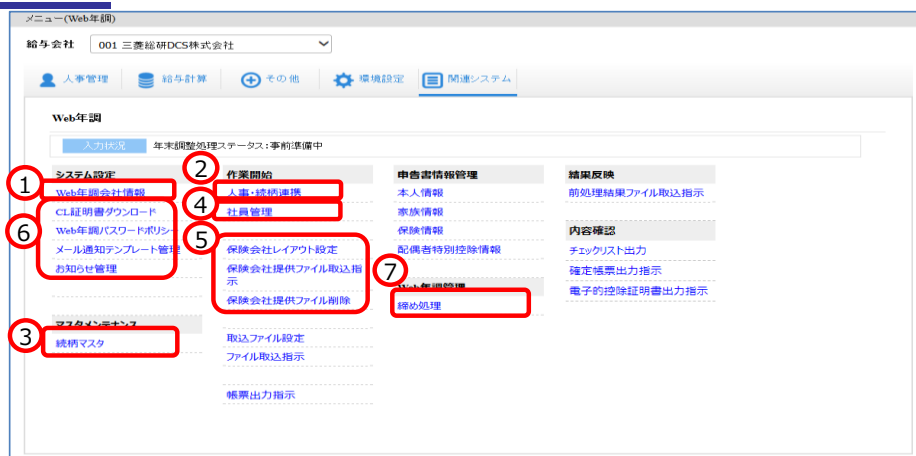 メニュー(Web年調)
給与会社 001 三菱総研DCS株式会社
人事管理 給与計算 その他 環境設定 関連システム
Web年調
入力状況 年末調整処理ステータス:事前準備中
システム設定
① Web年調会社情報
⑥ CL証明書ダウンロード
Web年調パスワードポリシー
メール通知テンプレート管理
お知らせ管理
マスタメンテナンス
③ 続柄マスタ
作業開始
② 人事・続柄連携
④ 社員管理
⑤ 保険会社レイアウト設定
保険会社提供ファイル取込指
示
保険会社提供ファイル削除
取込ファイル設定
ファイル取込指示
帳票出力指示
申告書情報管理
本人情報
家族情報
保険情報
配偶者特別控除情報
Web年調管理
⑦ 締め処理
結果反映
前処理結果ファイル取込指示
内容確認
チェックリスト出力
確定帳票出力指示
電子的控除証明書出力指示